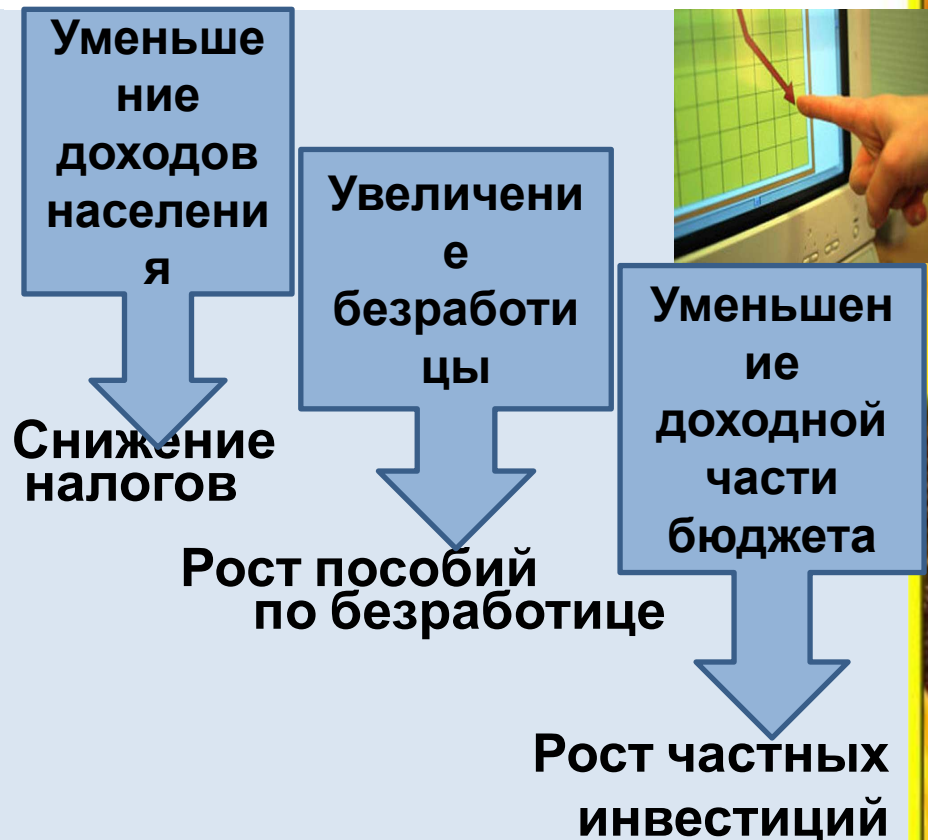 Уменьше
ние
доходов
населени
я
Снижение
налогов
Увеличени
е
безработи
цы
Рост пособий
по безработице
Уменьшен
ие
доходной
части
бюджета
Рост частных
инвестиций